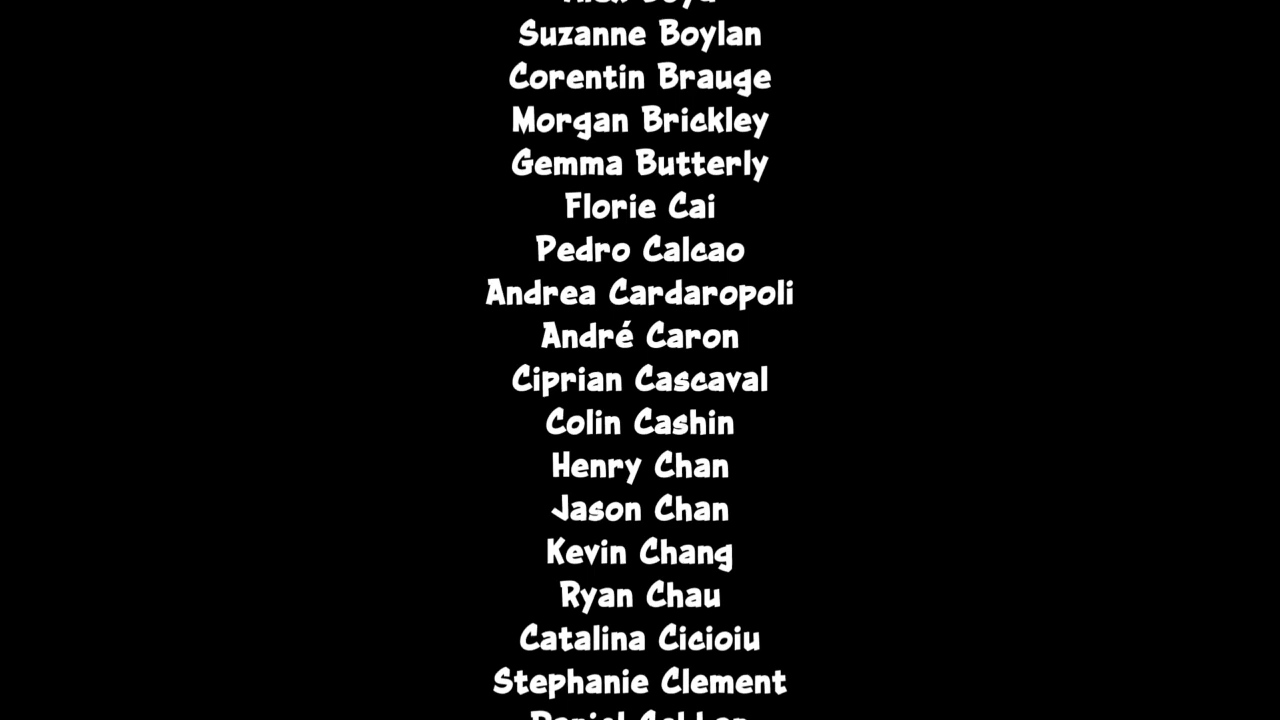 Suzanne Boylan
Corentin Brauge
Morgan Brickley
Gemma Butterly
Florie Cai
Pedro Calcao
Andrea Cardaropoli
André Caron
Ciprian Cascaval
Colin Cashin
Henry Chan
Jason Chan
Kevin Chang
Ryan Chau
Catalina Cicioiu
Stephanie Clement